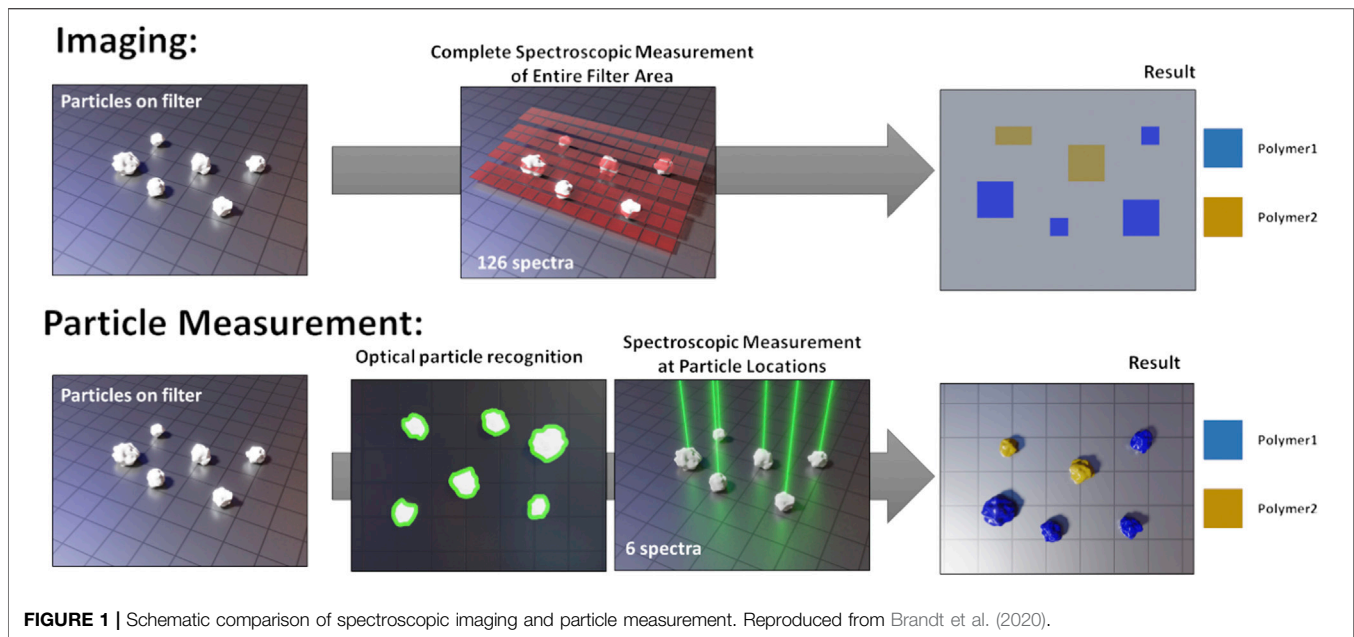 Imaging:
Complete Spectroscopic Measurement
of Entire Filter Area
Result
Particles on filter
126 spectra
Polymer1
Polymer2
Particle Measurement:
Optical particle recognition
Spectroscopic Measurement
at Particle Locations
Result
Particles on filter
6 spectra
Polymer1
Polymer2
FIGURE 1 | Schematic comparison of spectroscopic imaging and particle measurement. Reproduced from Brandt et al. (2020).